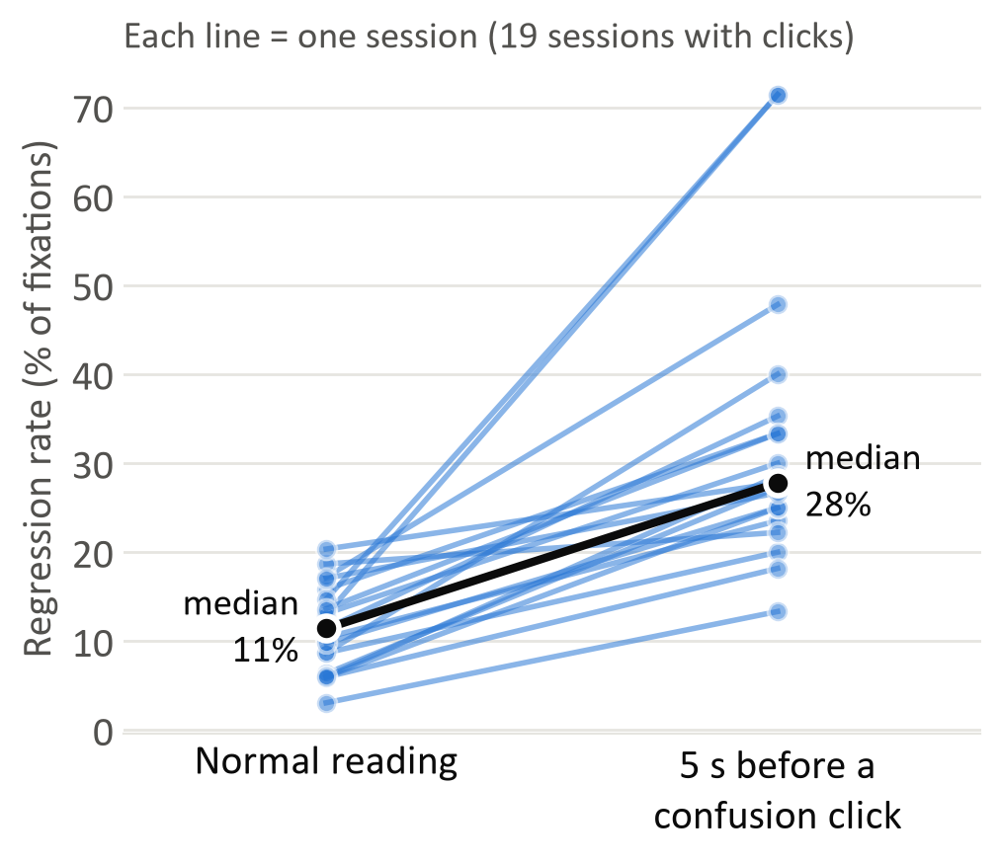 Each line = one session (19 sessions with clicks)
Regression rate (% of fixations)
70
60
50
40
30
20
10
0
median
11%
median
28%
Normal reading
5 s before a
confusion click